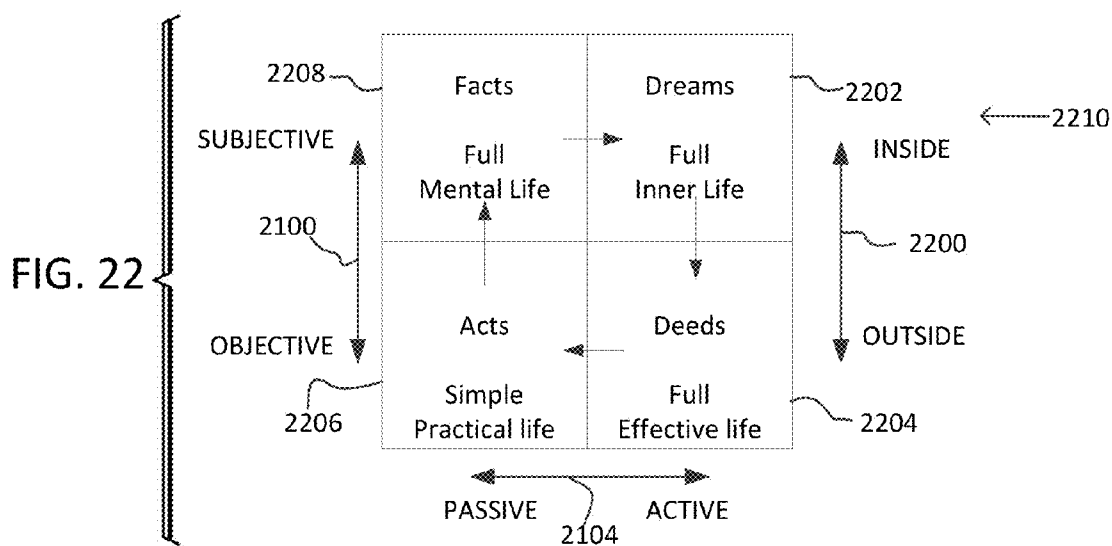 2208
Facts
Dreams
2202
2210
SUBJECTIVE
Full
Mental Life
Full
Inner Life
INSIDE
2100
2200
FIG. 22
Acts
Deeds
OBJECTIVE
OUTSIDE
2206
Simple
Practical life
Full
Effective life
2204
PASSIVE
ACTIVE
2104